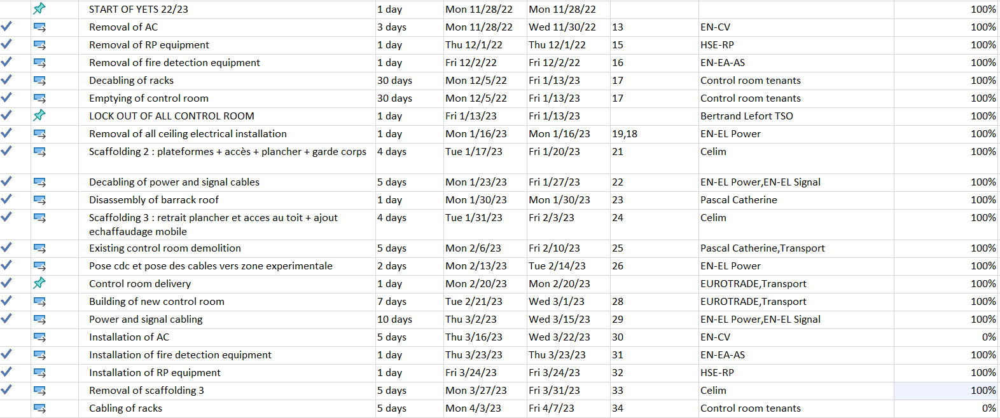 START OF YETS 22/23 1 day Mon 11/28/22 Mon 11/28/22 100%
Removal of AC 3 days Mon 11/28/22 Wed 11/30/22 13 EN-CV 100%
Removal of RP equipment 1 day Thu 12/1/22 Thu 12/1/22 15 HSE-RP 100%
Removal of fire detection equipment 1 day Fri 12/2/22 Fri 12/2/22 16 EN-EA-AS 100%
Decabling of racks 30 days Mon 12/5/22 Fri 1/13/23 17 Control room tenants 100%
Emptying of control room 30 days Mon 12/5/22 Fri 1/13/23 17 Control room tenants 100%
LOCK OUT OF ALL CONTROL ROOM 1 day Fri 1/13/23 Fri 1/13/23 Bertrand Lefort TSO 100%
Removal of all ceiling electrical installation 1 day Mon 1/16/23 Mon 1/16/23 19,18 EN-EL Power 100%
Scaffolding 2 : plateformes + accès + plancher + garde corps 4 days Tue 1/17/23 Fri 1/20/23 21 Celim 100%
Decabling of power and signal cables 5 days Mon 1/23/23 Fri 1/27/23 22 EN-EL Power,EN-EL Signal 100%
Disassembly of barrack roof 1 day Mon 1/30/23 Mon 1/30/23 23 Pascal Catherine 100%
Scaffolding 3 : retrait plancher et acces au toit + ajout 4 days Tue 1/31/23 Fri 2/3/23 24 Celim 100%
echaffaudage mobile
Existing control room demolition 5 days Mon 2/6/23 Fri 2/10/23 25 Pascal Catherine,Transport 100%
Pose cdc et pose des cables vers zone experimentale 2 days Mon 2/13/23 Tue 2/14/23 26 EN-EL Power 100%
Control room delivery 1 day Mon 2/20/23 Mon 2/20/23 EUROTRADE,Transport 100%
Building of new control room 7 days Tue 2/21/23 Wed 3/1/23 28 EUROTRADE,Transport 100%
Power and signal cabling 10 days Thu 3/2/23 Wed 3/15/23 29 EN-EL Power,EN-EL Signal 100%
Installation of AC 5 days Thu 3/16/23 Wed 3/22/23 30 EN-CV 0%
Installation of fire detection equipment 1 day Thu 3/23/23 Thu 3/23/23 31 EN-EA-AS 100%
Installation of RP equipment 1 day Fri 3/24/23 Fri 3/24/23 32 HSE-RP 100%
Removal of scaffolding 3 5 days Mon 3/27/23 Fri 3/31/23 33 Celim 100%
Cabling of racks 5 days Mon 4/3/23 Fri 4/7/23 34 Control room tenants 0%